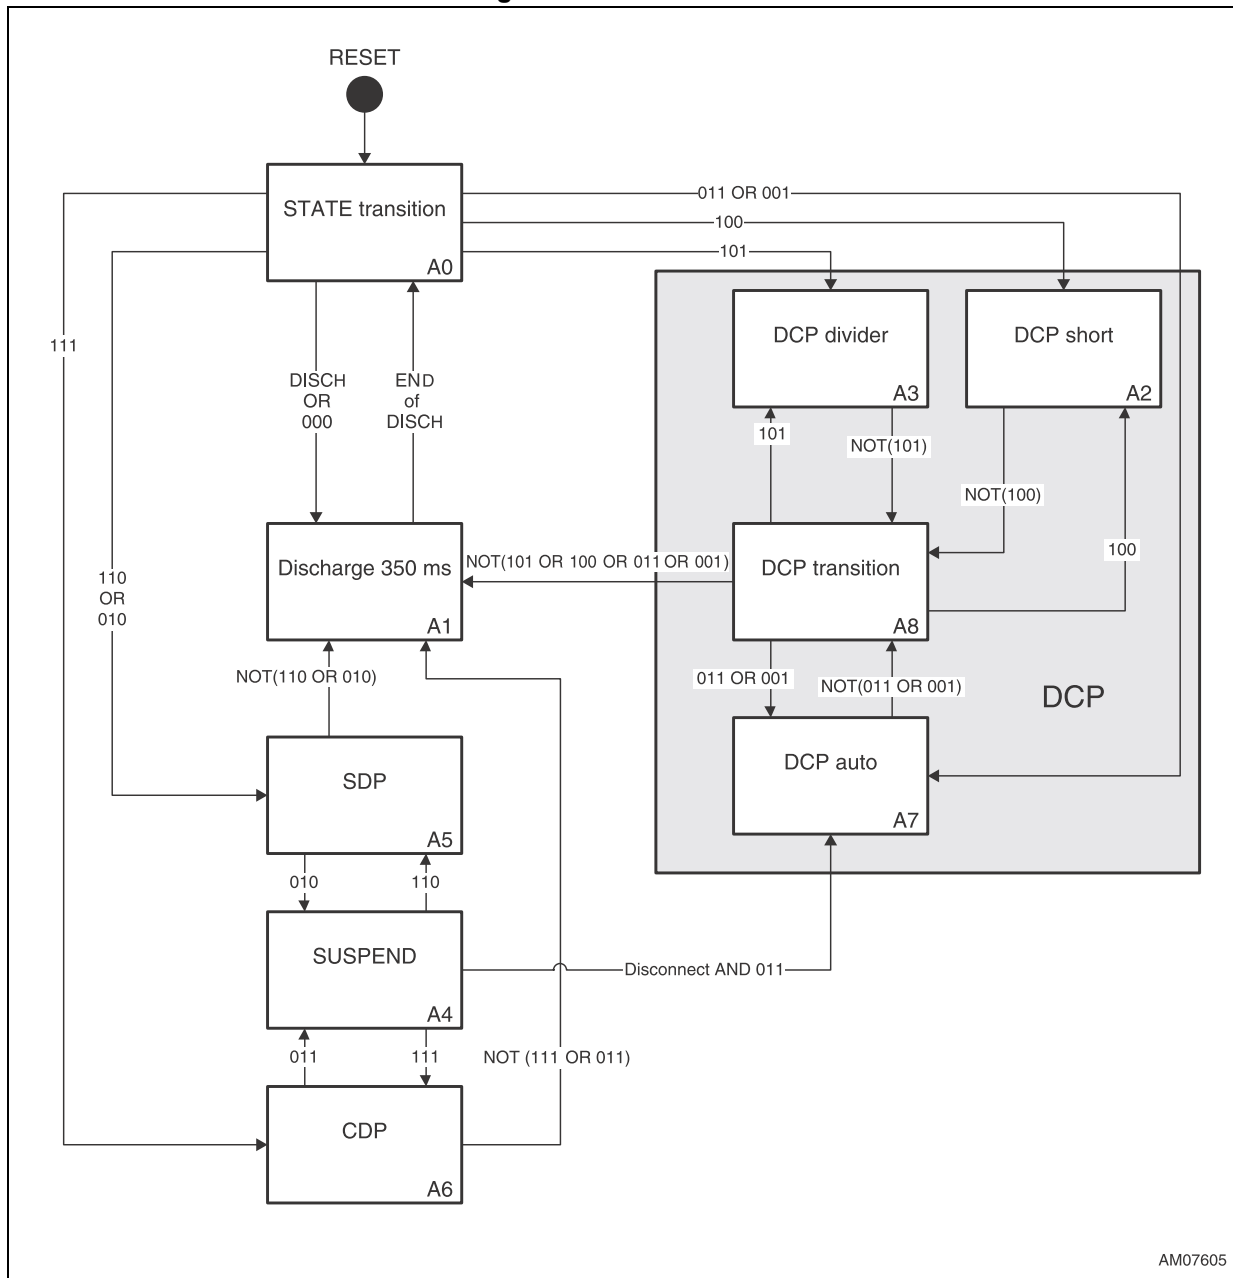 RESET
STATE transition
A0
011 OR 001
100
101
111
DISCH
OR
000
END
of
DISCH
DCP divider
A3
DCP short
A2
101
NOT(101)
NOT(100)
100
110
OR
010
Discharge 350 ms
A1
NOT(101 OR 100 OR 011 OR 001)
DCP transition
A8
NOT(110 OR 010)
011 OR 001
NOT(011 OR 001)
DCP
SDP
A5
DCP auto
A7
010
110
SUSPEND
A4
Disconnect AND 011
011
111
NOT (111 OR 011)
CDP
A6
AM07605